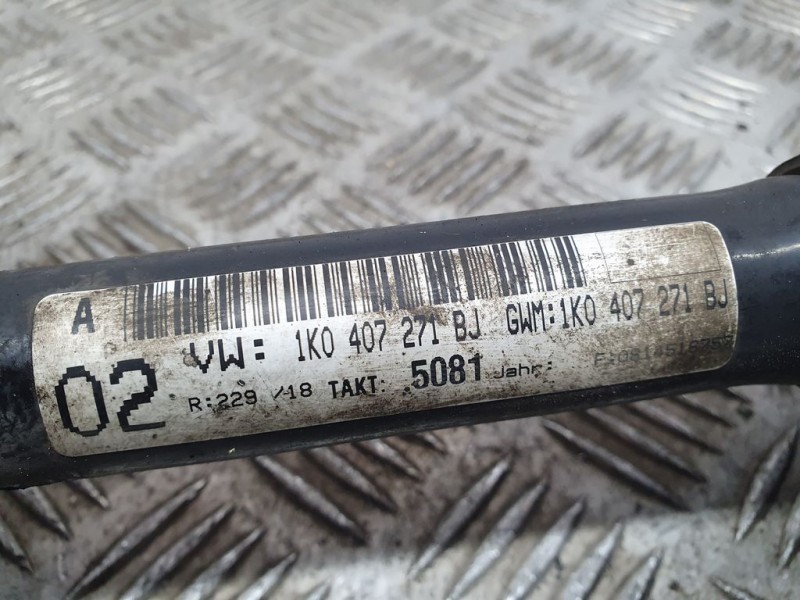 A
02
VW: 1K0 407 271 BJ GWM:1K0 407 271 BJ
R:229 /18 TAKT: 5081 Jahr: